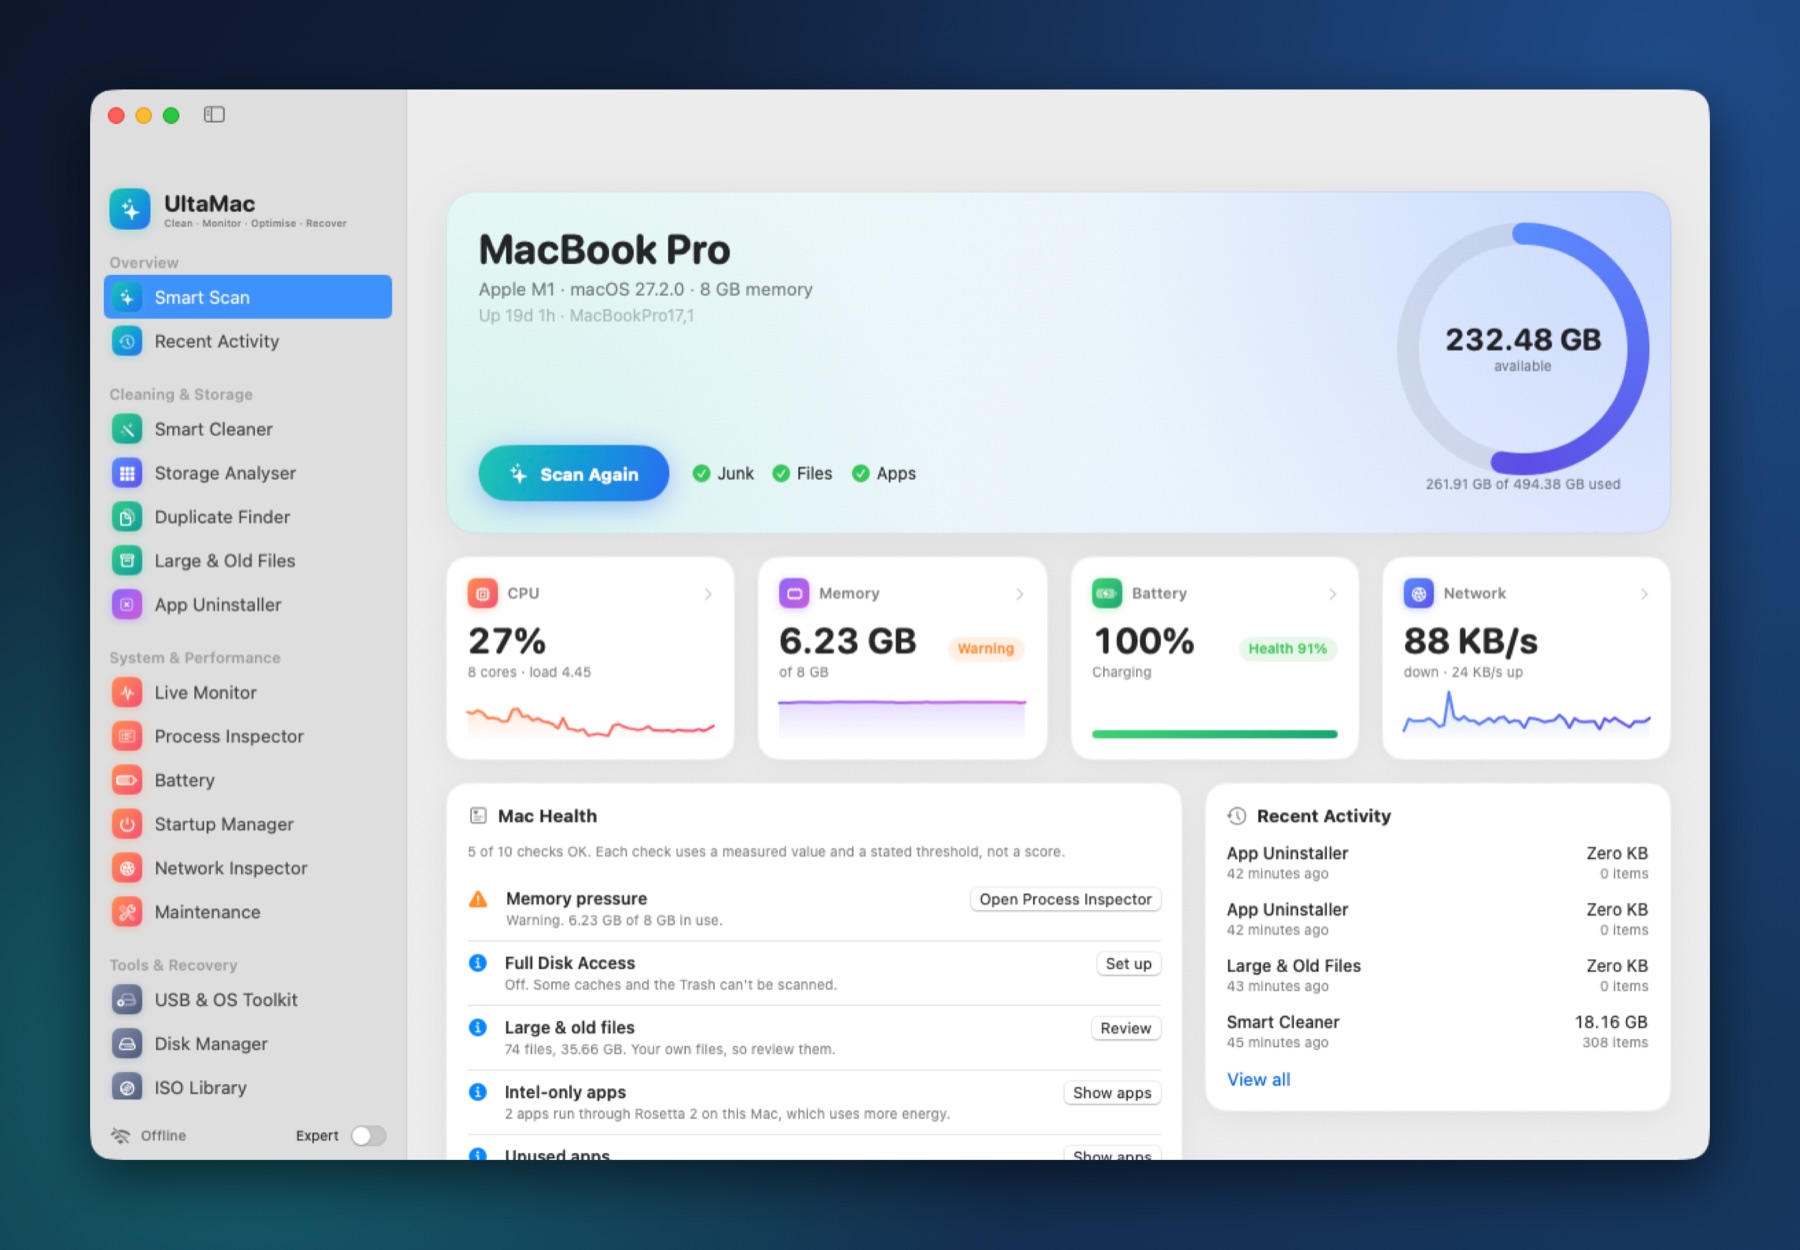 UltaMac
Clean · Monitor · Optimise · Recover
Overview
Smart Scan
Recent Activity
Cleaning & Storage
Smart Cleaner
Storage Analyser
Duplicate Finder
Large & Old Files
App Uninstaller
System & Performance
Live Monitor
Process Inspector
Battery
Startup Manager
Network Inspector
Maintenance
Tools & Recovery
USB & OS Toolkit
Disk Manager
ISO Library
Offline
Expert
MacBook Pro
Apple M1 · macOS 27.2.0 · 8 GB memory
Up 19d 1h · MacBookPro17,1
Scan Again
Junk
Files
Apps
232.48 GB
available
261.91 GB of 494.38 GB used
CPU
27%
8 cores · load 4.45
Memory
6.23 GB
Warning
of 8 GB
Battery
100%
Health 91%
Charging
Network
88 KB/s
down · 24 KB/s up
Mac Health
5 of 10 checks OK. Each check uses a measured value and a stated threshold, not a score.
Memory pressure
Warning. 6.23 GB of 8 GB in use.
Open Process Inspector
Full Disk Access
Off. Some caches and the Trash can't be scanned.
Set up
Large & old files
74 files, 35.66 GB. Your own files, so review them.
Review
Intel-only apps
2 apps run through Rosetta 2 on this Mac, which uses more energy.
Show apps
Unused apps
Show apps
Recent Activity
App Uninstaller
Zero KB
42 minutes ago
0 items
App Uninstaller
Zero KB
42 minutes ago
0 items
Large & Old Files
Zero KB
43 minutes ago
0 items
Smart Cleaner
18.16 GB
45 minutes ago
308 items
View all